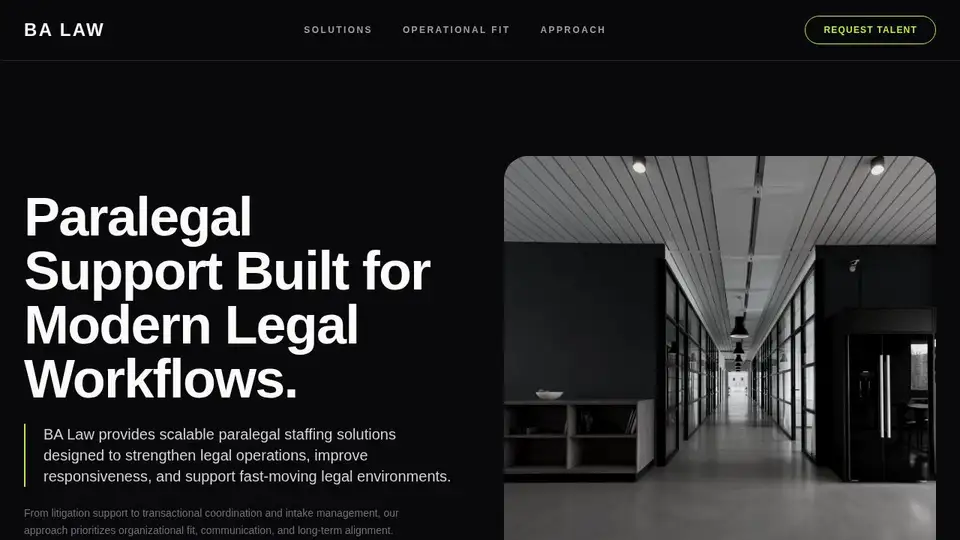 BA LAW
SOLUTIONS
OPERATIONAL FIT
APPROACH
REQUEST TALENT
Paralegal
Support Built for
Modern Legal
Workflows.
BA Law provides scalable paralegal staffing solutions
designed to strengthen legal operations, improve
responsiveness, and support fast-moving legal environments.
From litigation support to transactional coordination and intake management, our
approach prioritizes organizational fit, communication, and long-term alignment.